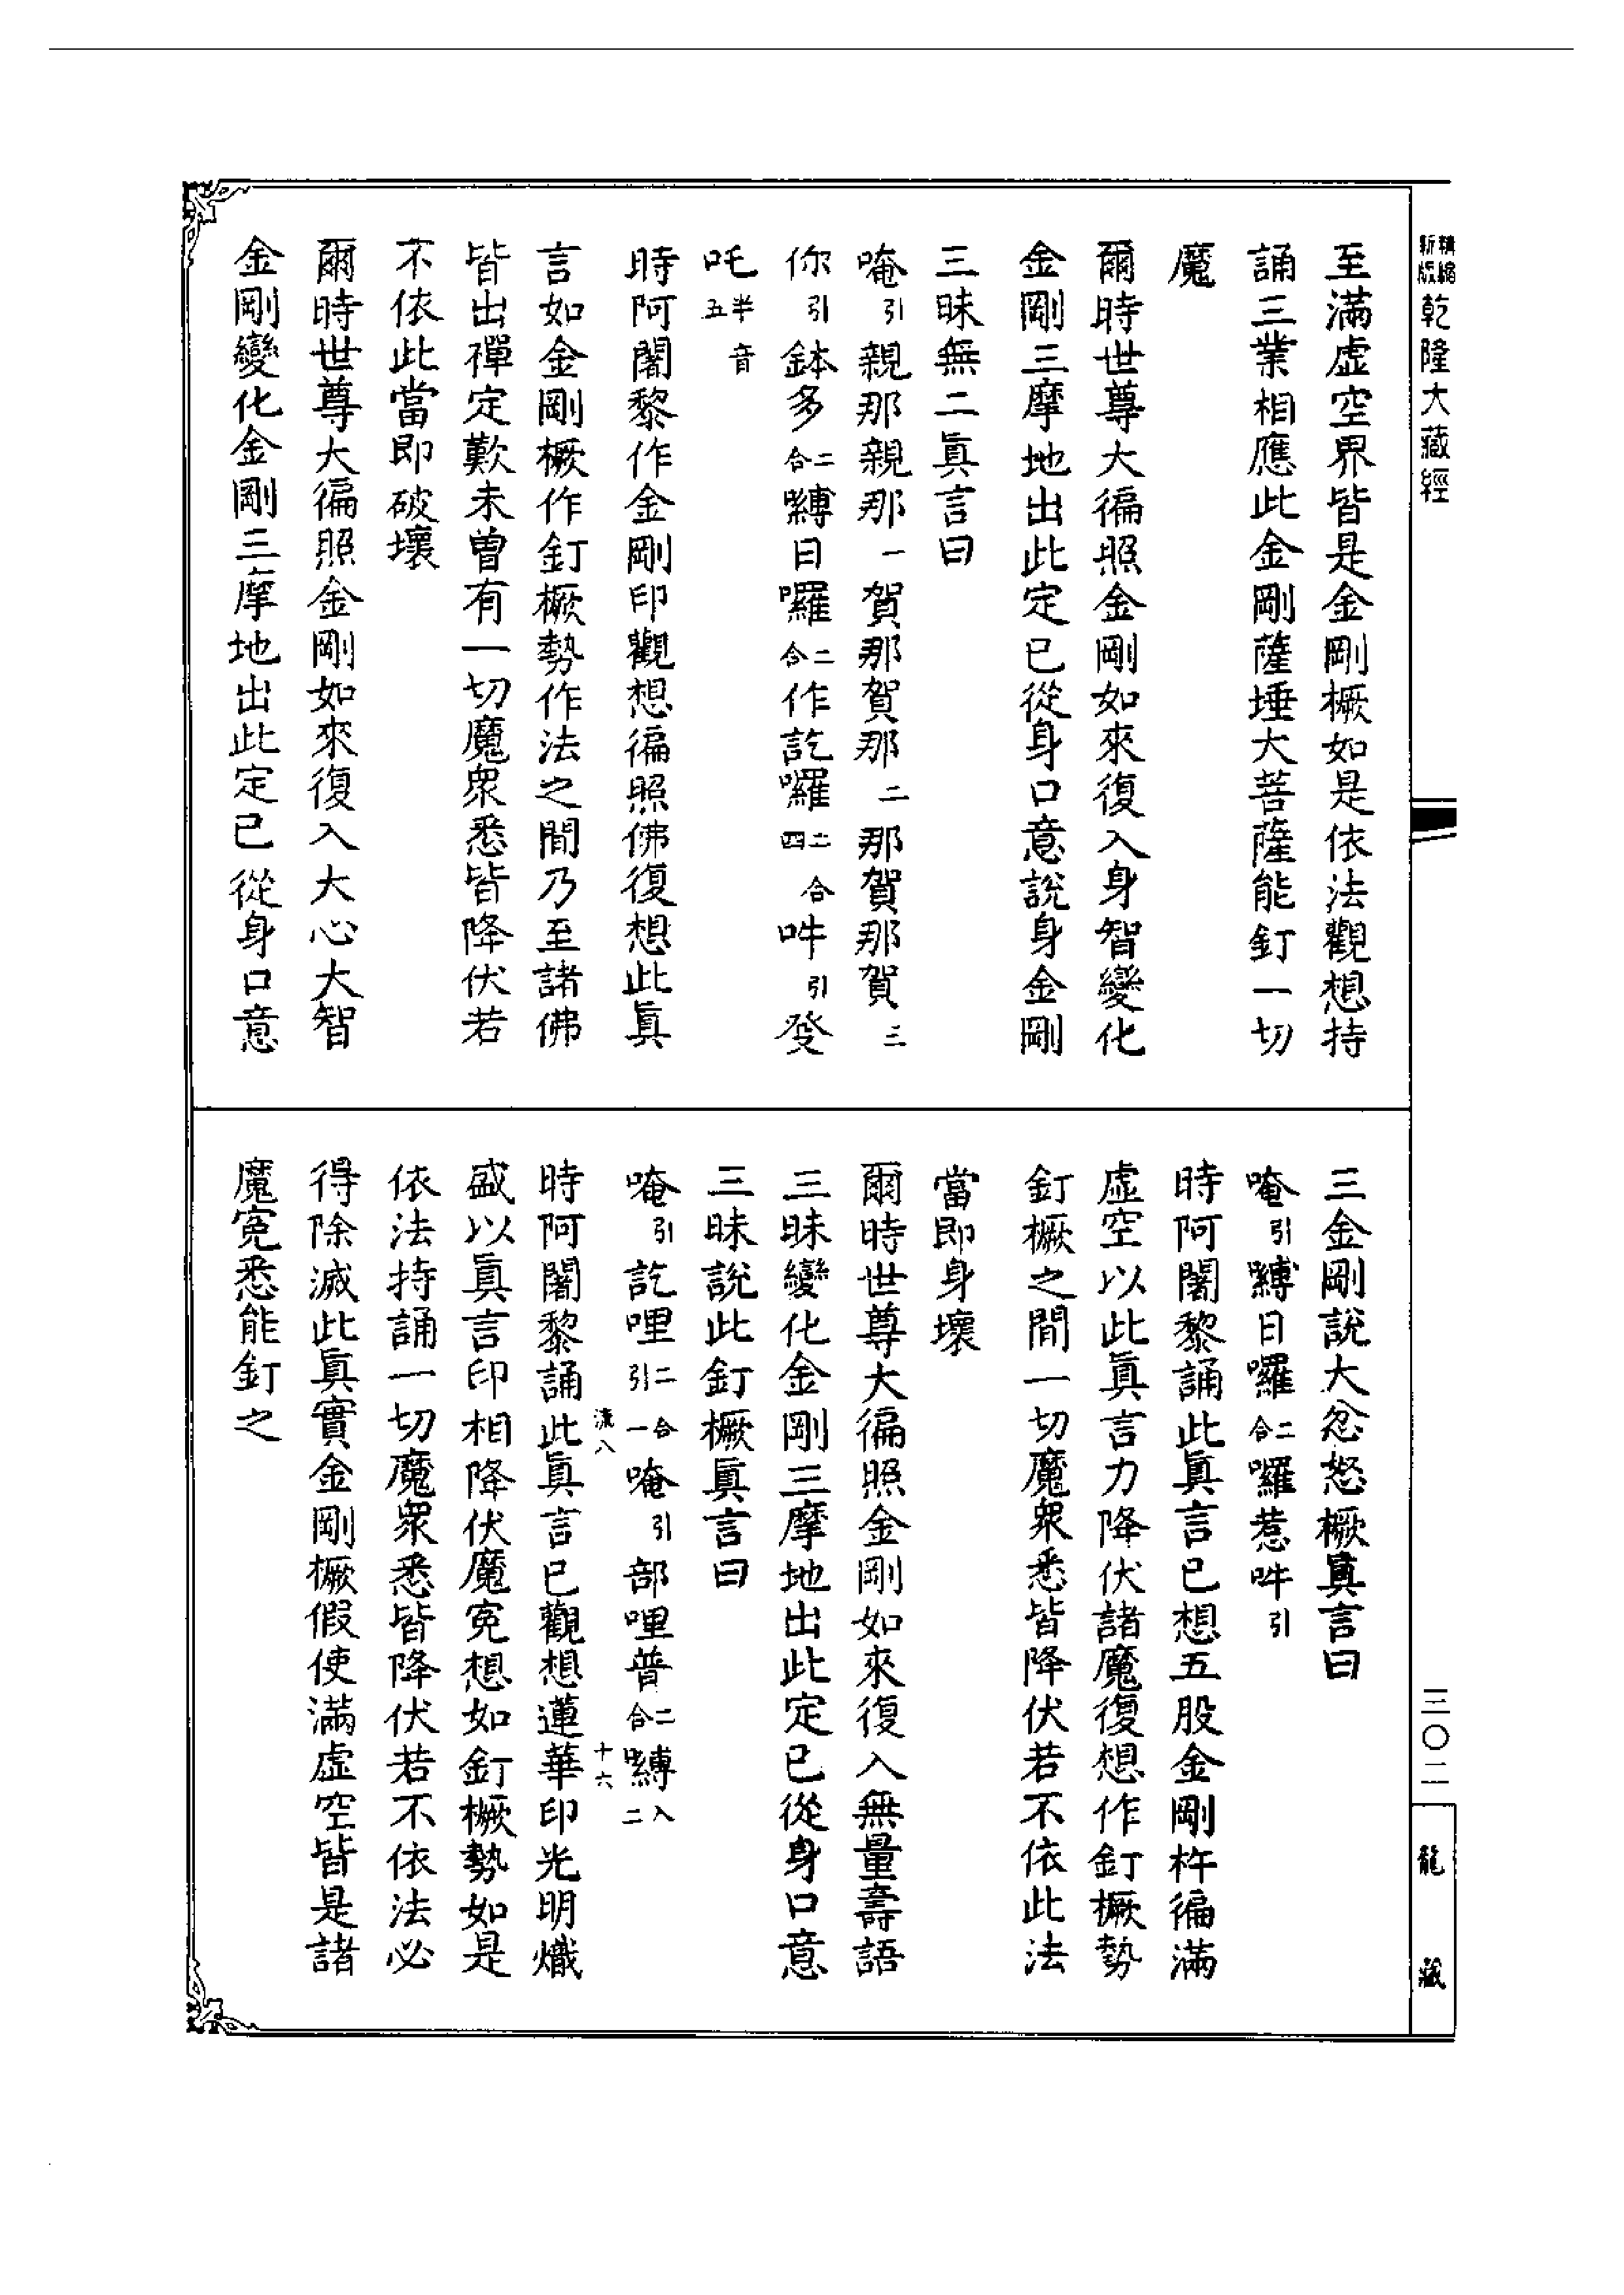 精縮
新版
乾隆大藏經
三〇二
龍藏
至滿虛空界皆是金剛橛如是依法觀想持
誦三業相應此金剛薩埵大菩薩能釘一切
魔
爾時世尊大徧照金剛如來復入身智變化
金剛三摩地出此定已從身口意說身金剛
三昧無二眞言曰
唵引親那親那一賀那賀那二那賀那賀三
你引鉢多二合嚩日囉二合作訖囉二合四吽引發
吒半音五
時阿闍黎作金剛印觀想徧照佛復想此眞
言如金剛橛作釘橛勢作法之間乃至諸佛
皆出禪定歎未曾有一切魔衆悉皆降伏若
不依此當即破壞
爾時世尊大徧照金剛如來復入大心大智
金剛變化金剛三摩地出此定已從身口意
三金剛說大忿怒橛眞言曰
唵引嚩日囉二合囉惹吽引
時阿闍黎誦此眞言已想五股金剛杵徧滿
虛空以此眞言力降伏諸魔復想作釘橛勢
釘橛之間一切魔衆悉皆降伏若不依此法
當即身壞
爾時世尊大徧照金剛如來復入無量壽語
三昧變化金剛三摩地出此定已從身口意
三昧說此釘橛眞言曰
唵引訖哩二合引一唵引部哩普二合嚩入二
流八
十六
時阿闍黎誦此眞言已觀想蓮華印光明熾
盛以眞言印相降伏魔寃想如釘橛勢如是
依法持誦一切魔衆悉皆降伏若不依法必
得除滅此眞實金剛橛假使滿虛空皆是諸
魔寃悉能釘之